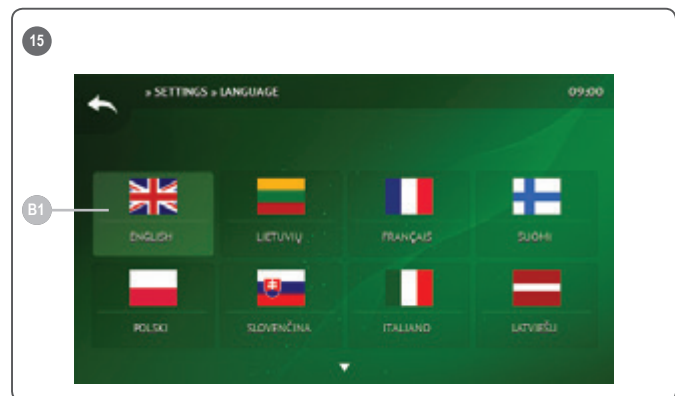 15
» SETTINGS » LANGUAGE 09:00
B1
ENGLISH LIETUVIŲ FRANÇAIS SUOMI
POLSKI SLOVENČINA ITALIANO LATVIEŠU